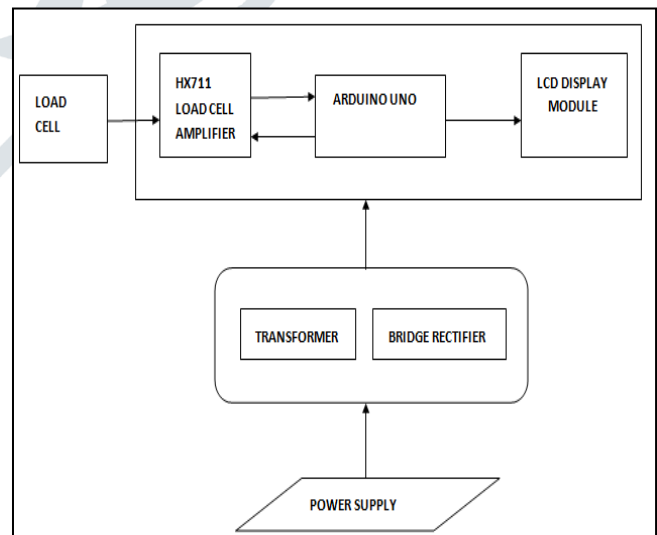 LOAD
CELL
HX711
LOAD CELL
AMPLIFIER
ARDUINO UNO
LCD DISPLAY
MODULE
TRANSFORMER
BRIDGE RECTIFIER
POWER SUPPLY